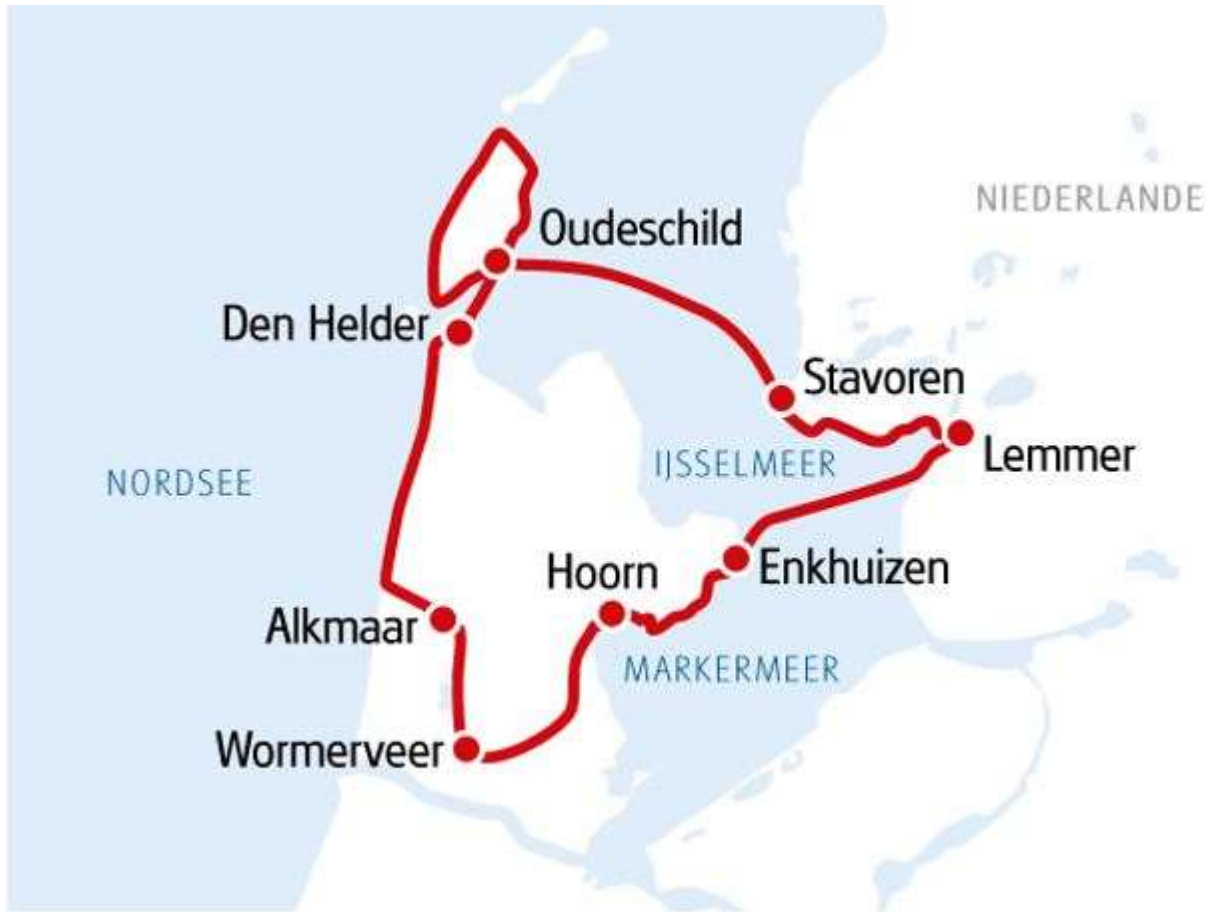 NIEDERLANDE
Oudeschild
Den Helder
Stavoren
Lemmer
IJSSELMEER
NORDSEE
Enkhuizen
Hoorn
Alkmaar
MARKERMEER
Wormerveer